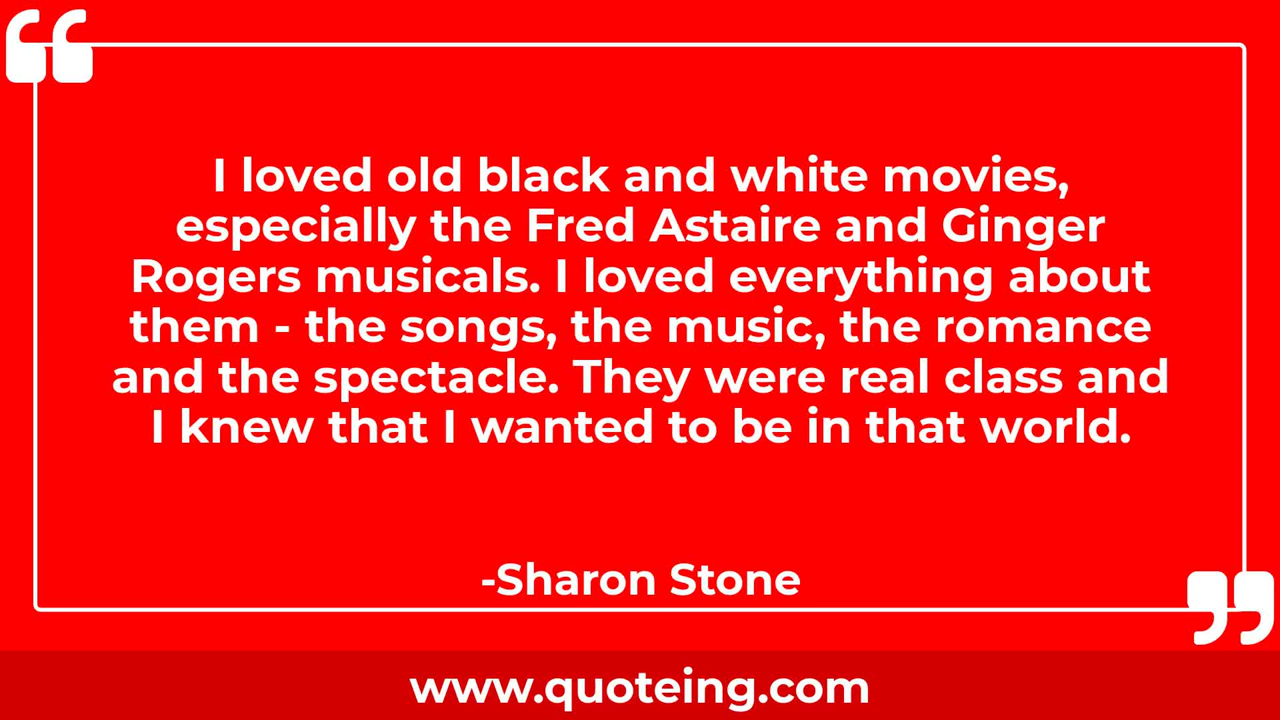 I loved old black and white movies,
especially the Fred Astaire and Ginger
Rogers musicals. I loved everything about
them - the songs, the music, the romance
and the spectacle. They were real class and
I knew that I wanted to be in that world.
-Sharon Stone
www.quoteing.com